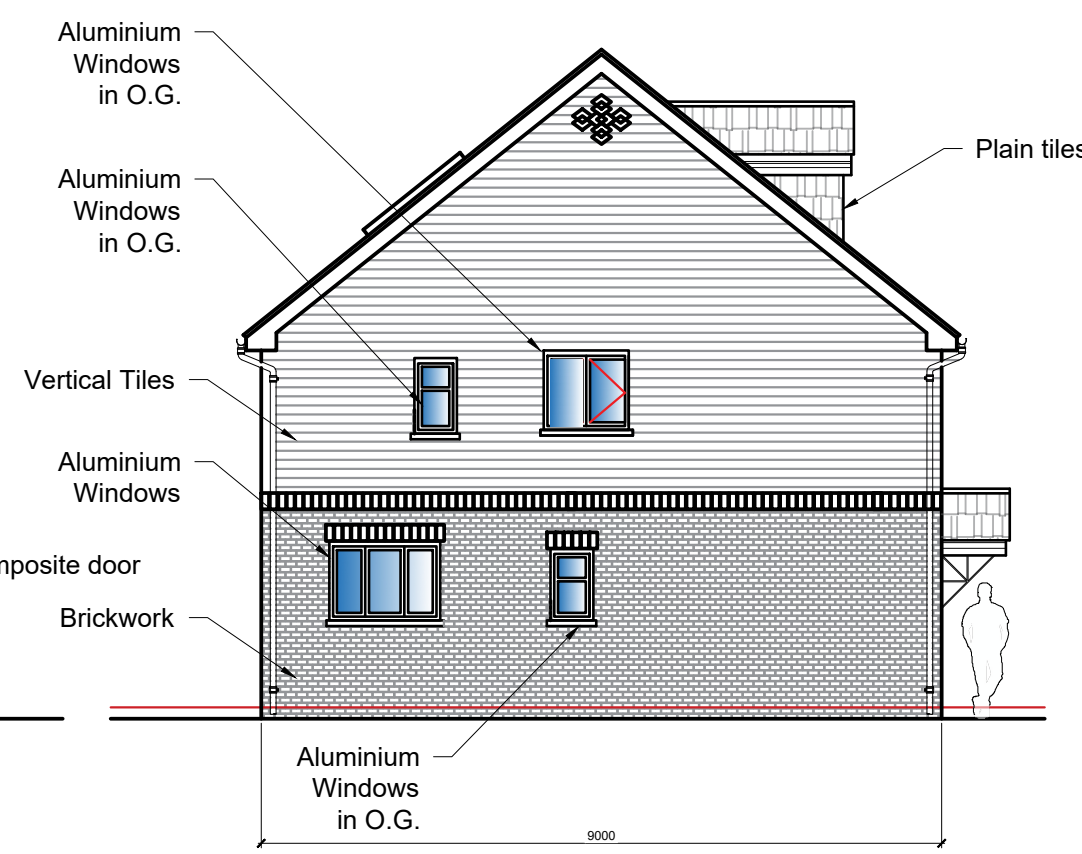 Aluminium
Windows
in O.G.
Plain tiles
Aluminium
Windows
in O.G.
Vertical Tiles
Aluminium
Windows
mposite door
Brickwork
Aluminium
Windows
in O.G.
9000